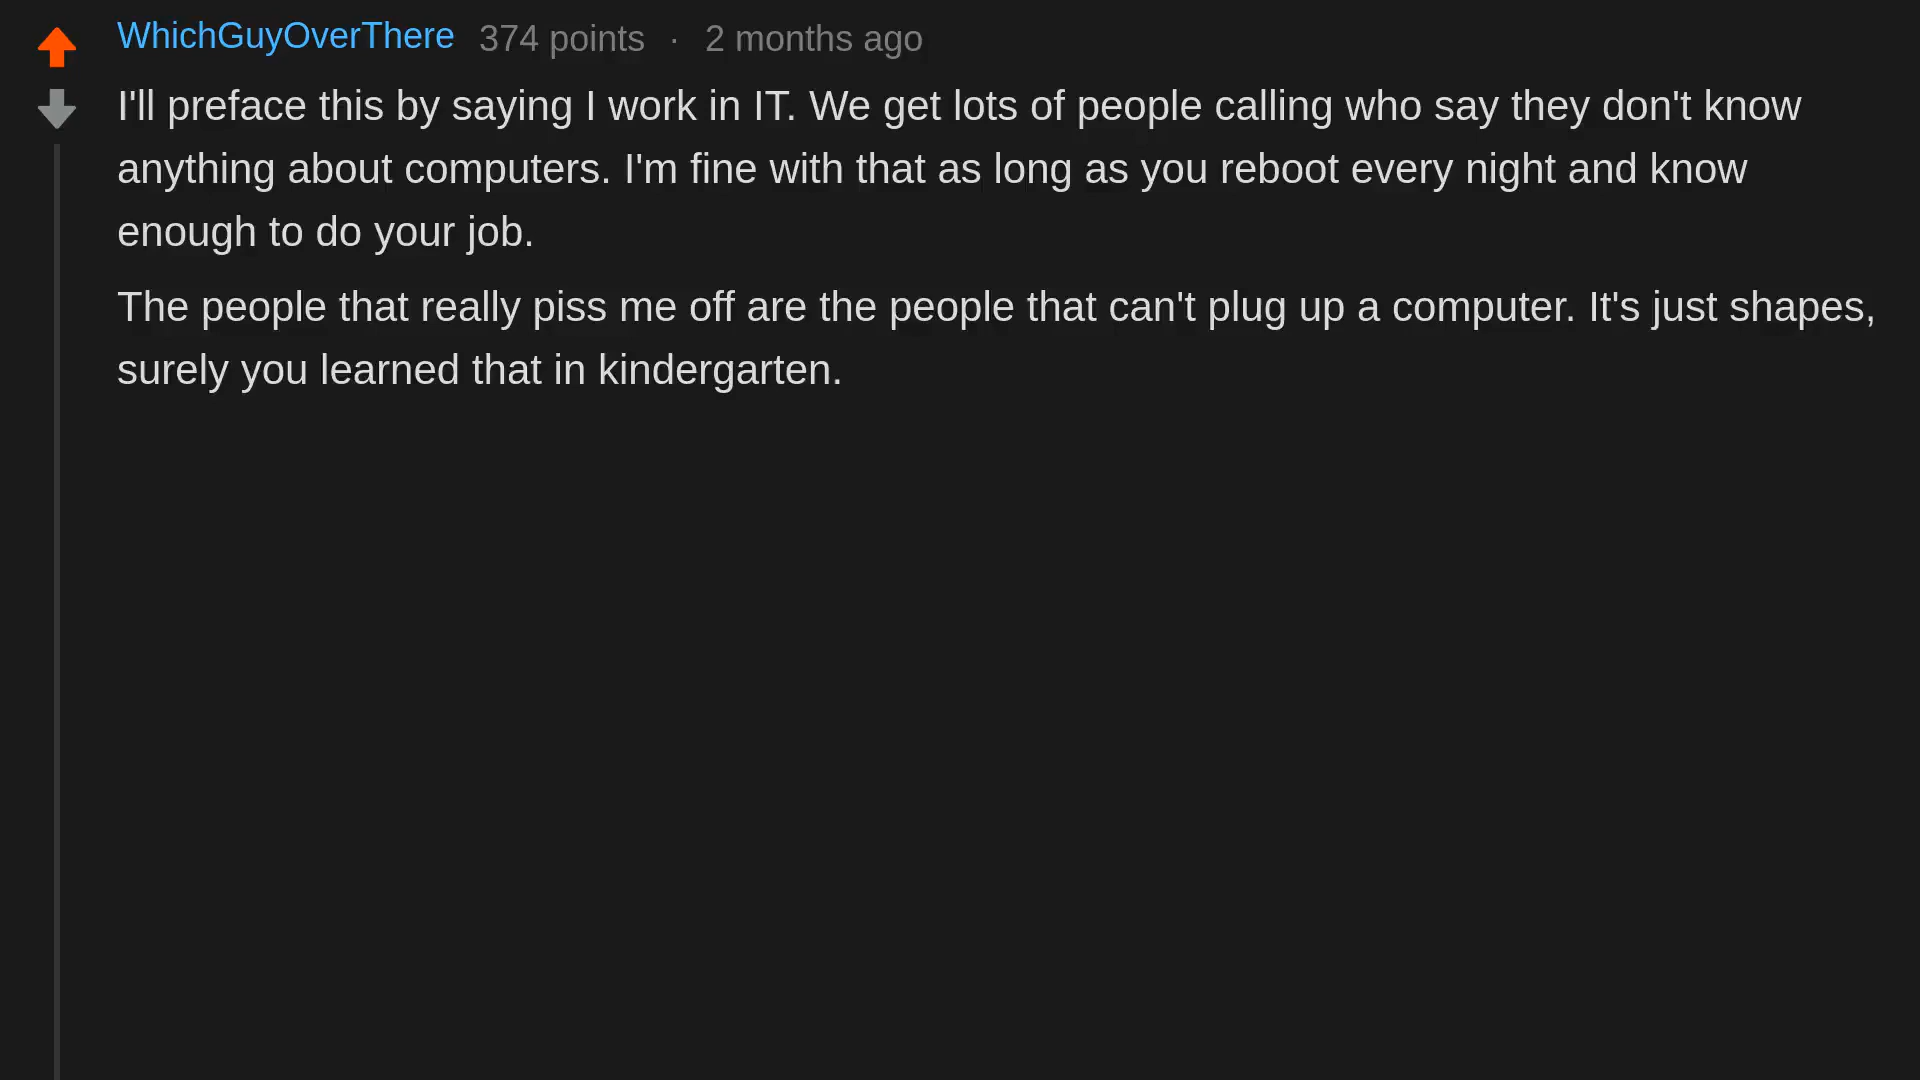 WhichGuyOverThere 374 points · 2 months ago
I'll preface this by saying I work in IT. We get lots of people calling who say they don't know
anything about computers. I'm fine with that as long as you reboot every night and know
enough to do your job.
The people that really piss me off are the people that can't plug up a computer. It's just shapes,
surely you learned that in kindergarten.